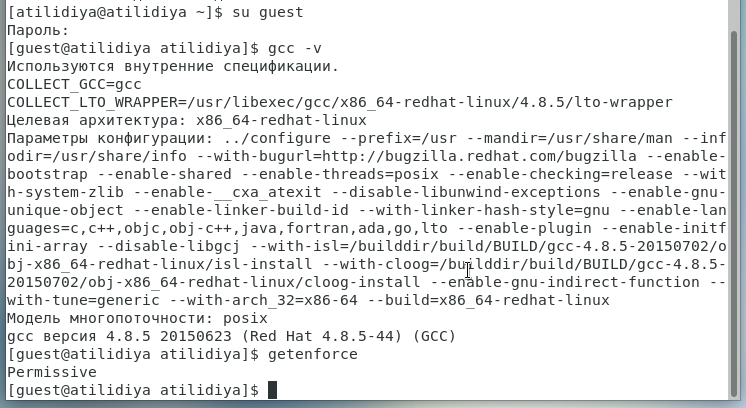 [atilidiya@atilidiya ~]$ su guest
Пароль:
[guest@atilidiya atilidiya]$ gcc -v
Используются внутренние спецификации.
COLLECT_GCC=gcc
COLLECT_LTO_WRAPPER=/usr/libexec/gcc/x86_64-redhat-linux/4.8.5/lto-wrapper
Целевая архитектура: x86_64-redhat-linux
Параметры конфигурации: ../configure --prefix=/usr --mandir=/usr/share/man --inf
odir=/usr/share/info --with-bugurl=http://bugzilla.redhat.com/bugzilla --enable-
bootstrap --enable-shared --enable-threads=posix --enable-checking=release --wit
h-system-zlib --enable-__cxa_atexit --disable-libunwind-exceptions --enable-gnu-
unique-object --enable-linker-build-id --with-linker-hash-style=gnu --enable-lan
guages=c,c++,objc,obj-c++,java,fortran,ada,go,lto --enable-plugin --enable-initf
ini-array --disable-libgcj --with-isl=/builddir/build/BUILD/gcc-4.8.5-20150702/o
bj-x86_64-redhat-linux/isl-install --with-cloog=/builddir/build/BUILD/gcc-4.8.5-
20150702/obj-x86_64-redhat-linux/cloog-install --enable-gnu-indirect-function --
with-tune=generic --with-arch_32=x86-64 --build=x86_64-redhat-linux
Модель многопоточности: posix
gcc версия 4.8.5 20150623 (Red Hat 4.8.5-44) (GCC)
[guest@atilidiya atilidiya]$ getenforce
Permissive
[guest@atilidiya atilidiya]$